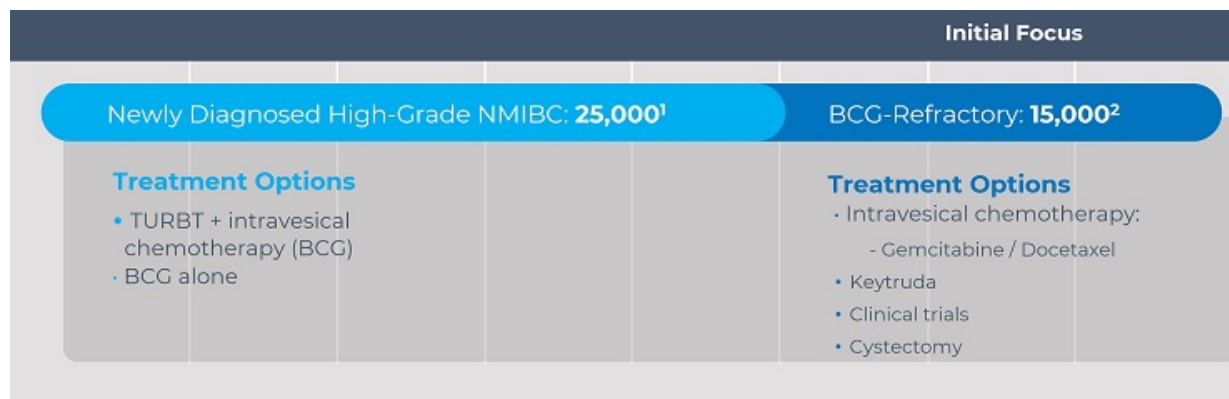 Initial Focus
Newly Diagnosed High-Grade NMIBC: 25,000¹
BCG-Refractory: 15,000²
Treatment Options
• TURBT + intravesical
chemotherapy (BCG)
· BCG alone
Treatment Options
· Intravesical chemotherapy:
- Gemcitabine / Docetaxel
• Keytruda
• Clinical trials
• Cystectomy